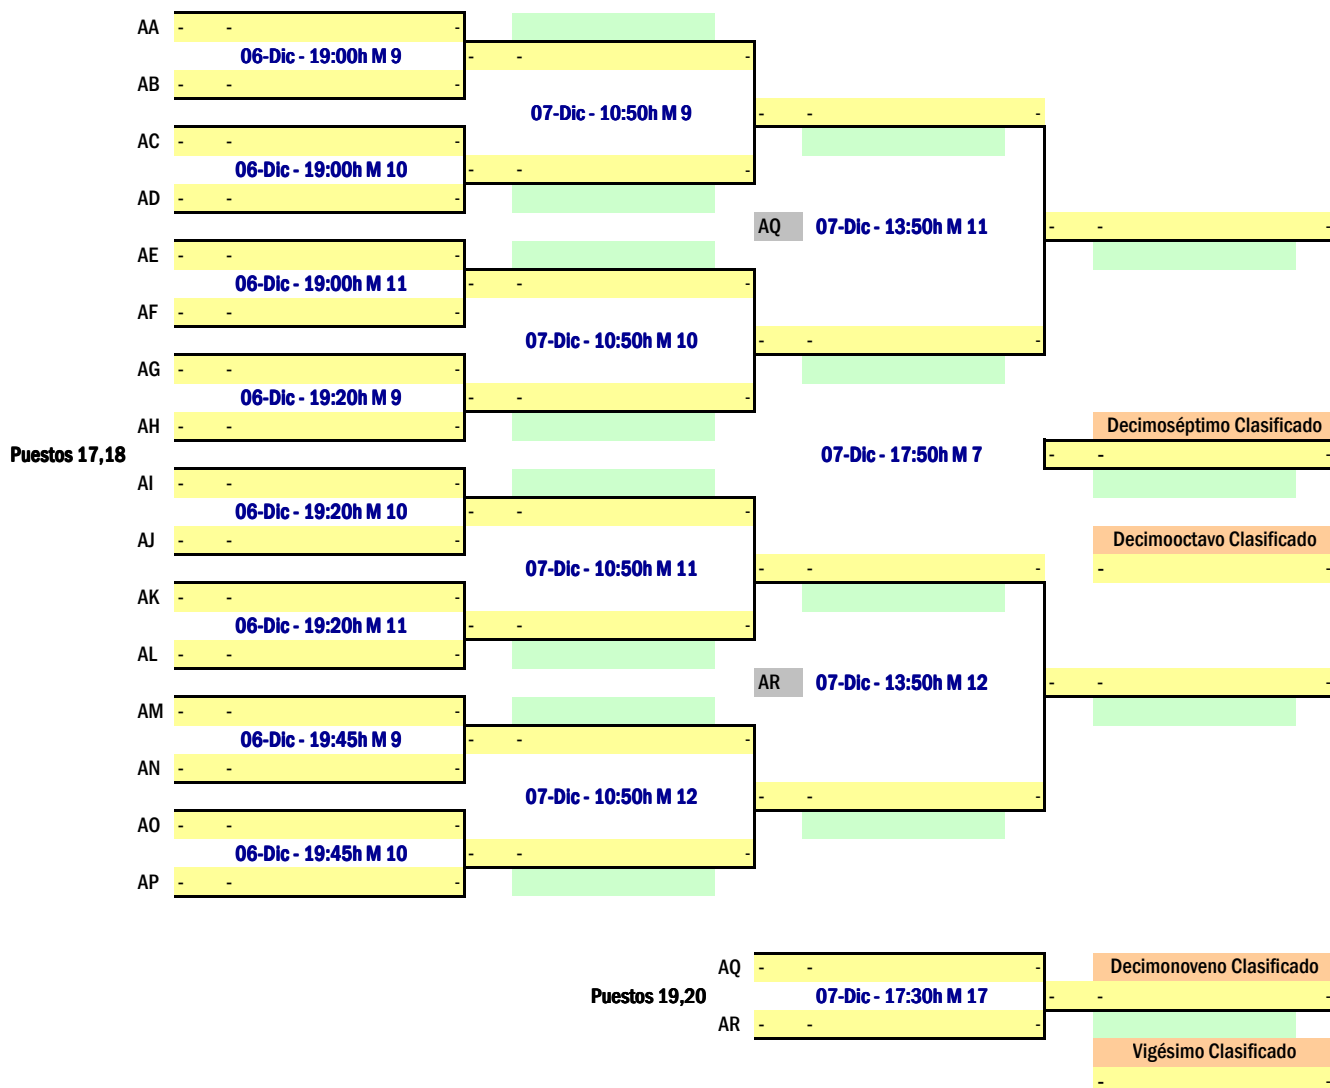 AA - - -
06-Dic - 19:00h M 9 - - -
AB - - -
07-Dic - 10:50h M 9 - - -
AC - - -
06-Dic - 19:00h M 10 - - -
AD - - -
AQ 07-Dic - 13:50h M 11 - - -
AE - - -
06-Dic - 19:00h M 11 - - -
AF - - -
07-Dic - 10:50h M 10 - - -
AG - - -
06-Dic - 19:20h M 9 - - -
AH - - - Decimoséptimo Clasificado
Puestos 17,18 07-Dic - 17:50h M 7 - - -
AI - - -
06-Dic - 19:20h M 10 - - -
AJ - - - Decimooctavo Clasificado
07-Dic - 10:50h M 11 - - - - -
AK - - -
06-Dic - 19:20h M 11 - - -
AL - - -
AR 07-Dic - 13:50h M 12 - - -
AM - - -
06-Dic - 19:45h M 9 - - -
AN - - -
07-Dic - 10:50h M 12 - - -
AO - - -
06-Dic - 19:45h M 10 - - -
AP - - -
AQ - - - Decimonoveno Clasificado
Puestos 19,20 07-Dic - 17:30h M 17 - - -
AR - - -
Vigésimo Clasificado
- -